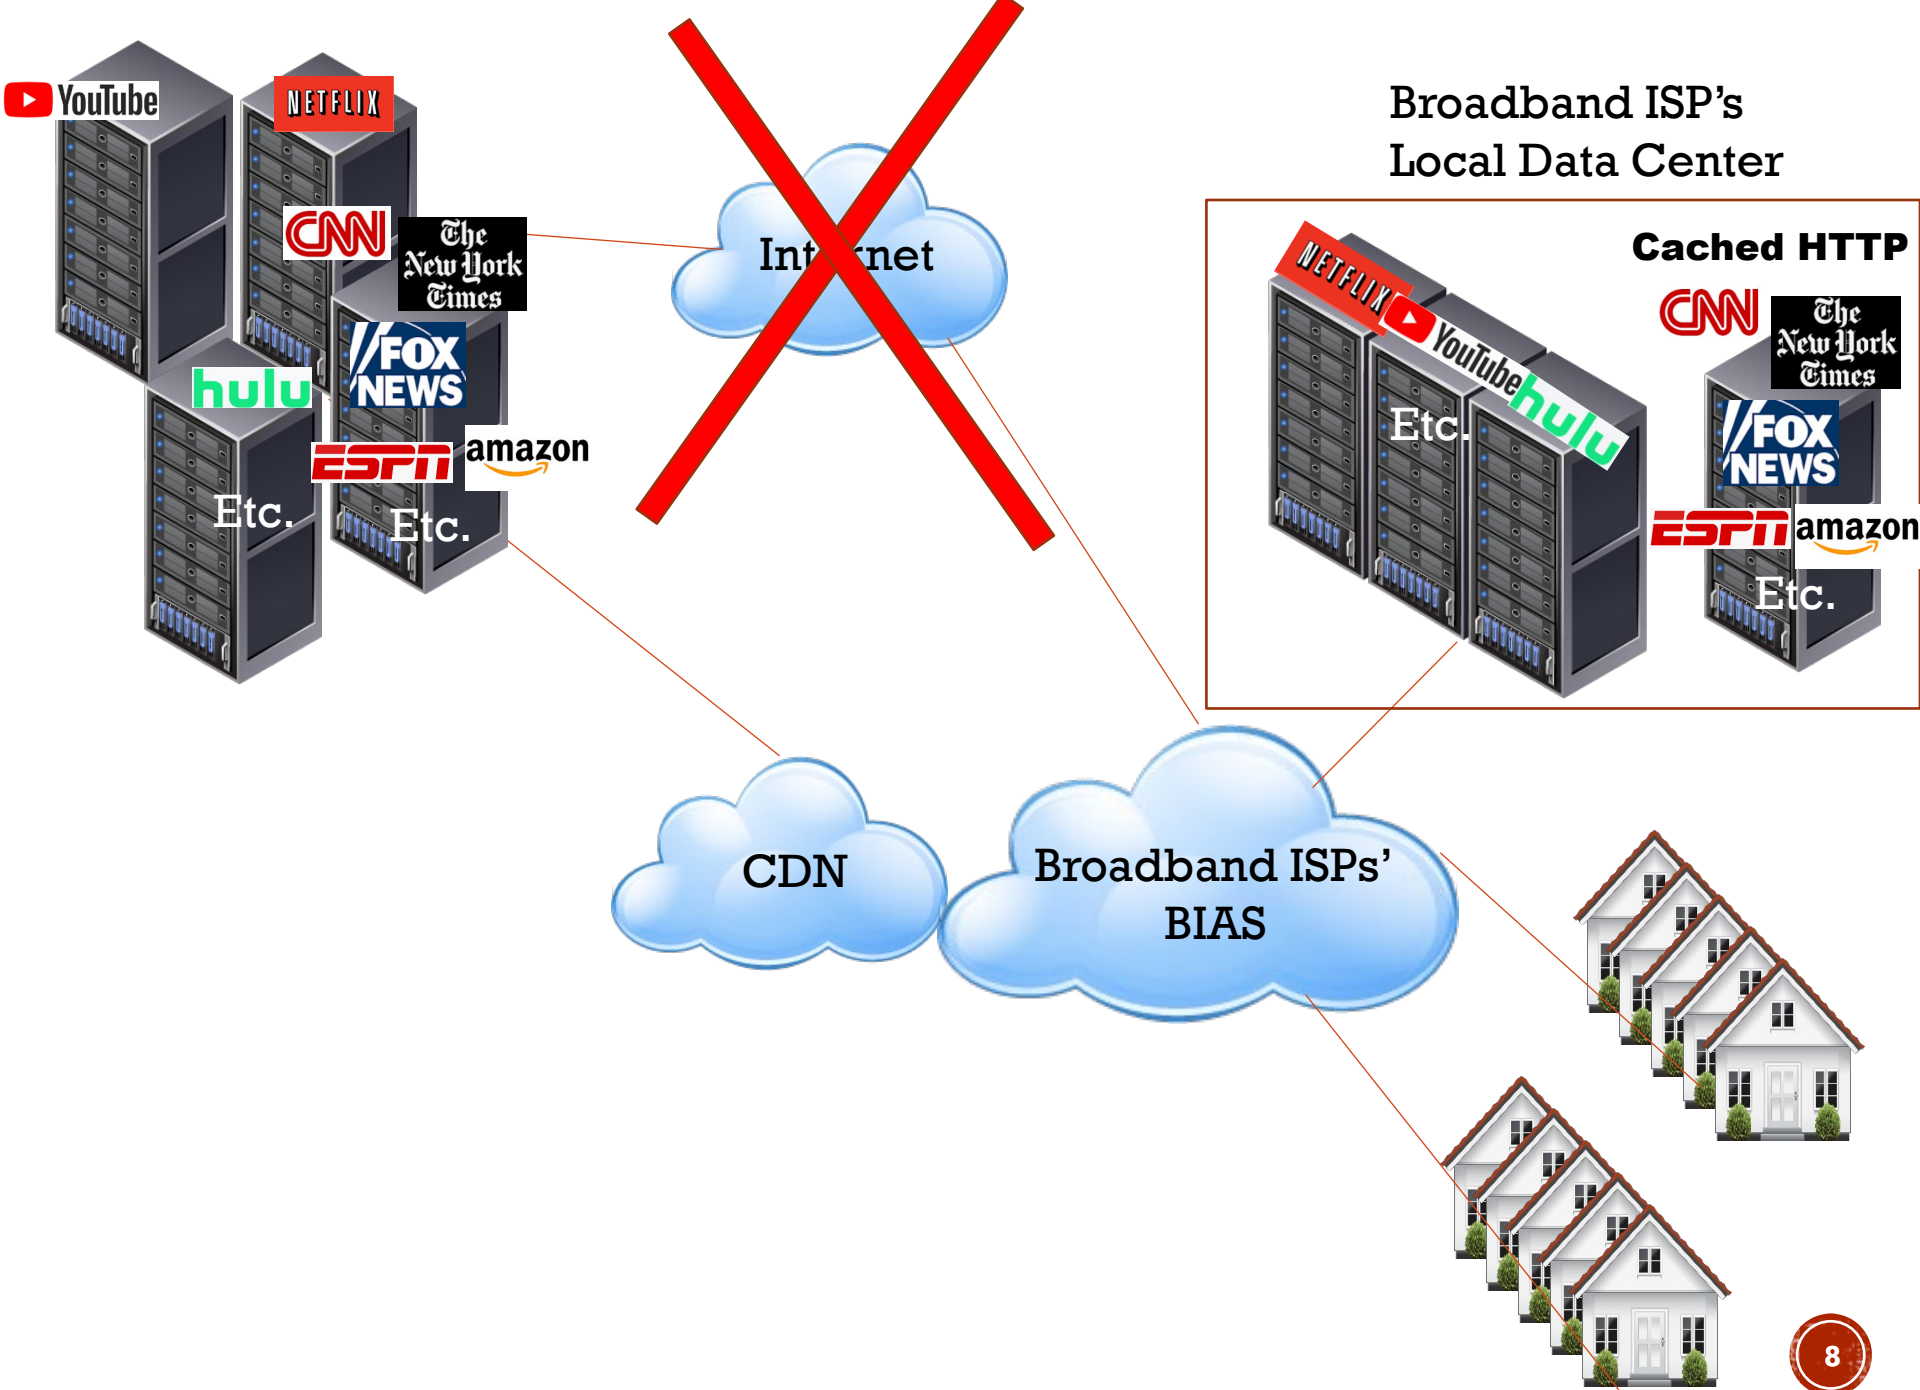 YouTube
NETFLIX
CNN
The
New York
Times
hulu
FOX
NEWS
ESPN
amazon
Etc.
Etc.
Internet
Broadband ISP's
Local Data Center
NETFLIX
YouTube
hulu
Etc.
Cached HTTP
CNN
The
New York
Times
FOX
NEWS
ESPN
amazon
Etc.
CDN
Broadband ISPs'
BIAS
8